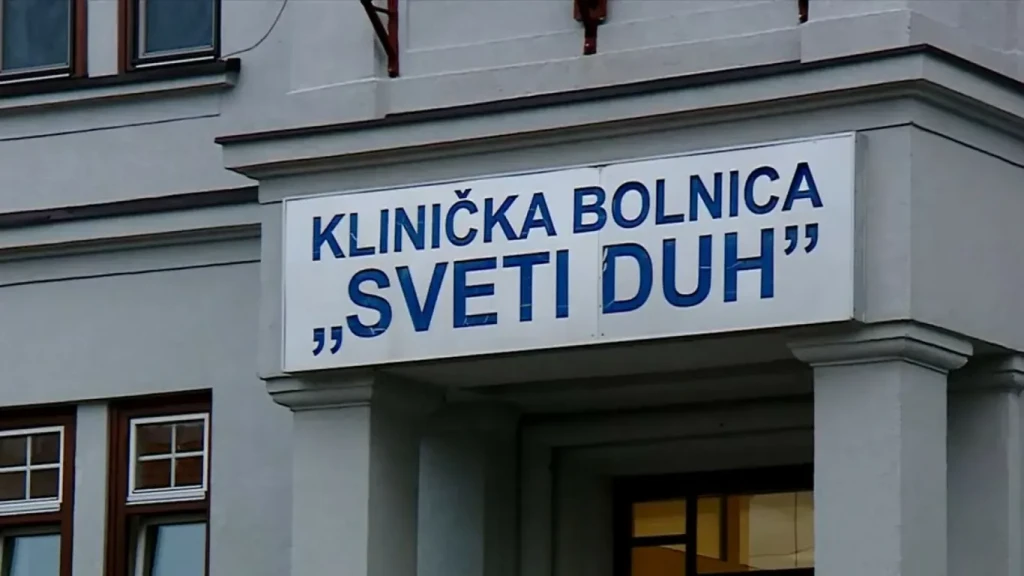 KLINIČKA BOLNICA
„SVETI DUH”